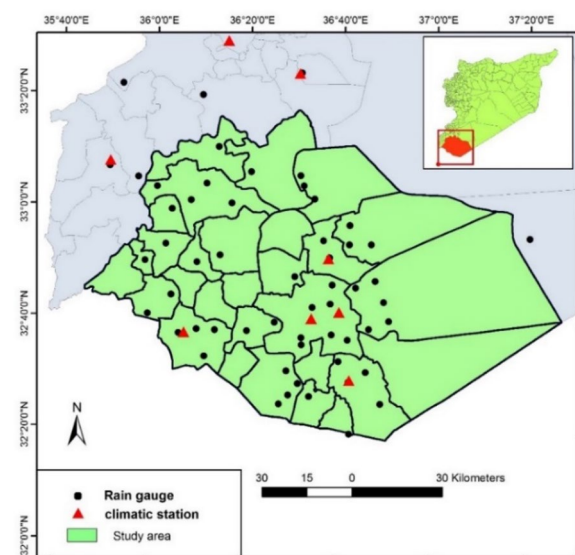 35°40'0"E 36°0'0"E 36°20'0"E 36°40'0"E 37°0'0"E 37°20'0"E
33°20'0"N
33°0'0"N
32°40'0"N
32°20'0"N
32°0'0"N
N
30 15 0 30 Kilometers
Rain gauge
climatic station
Study area